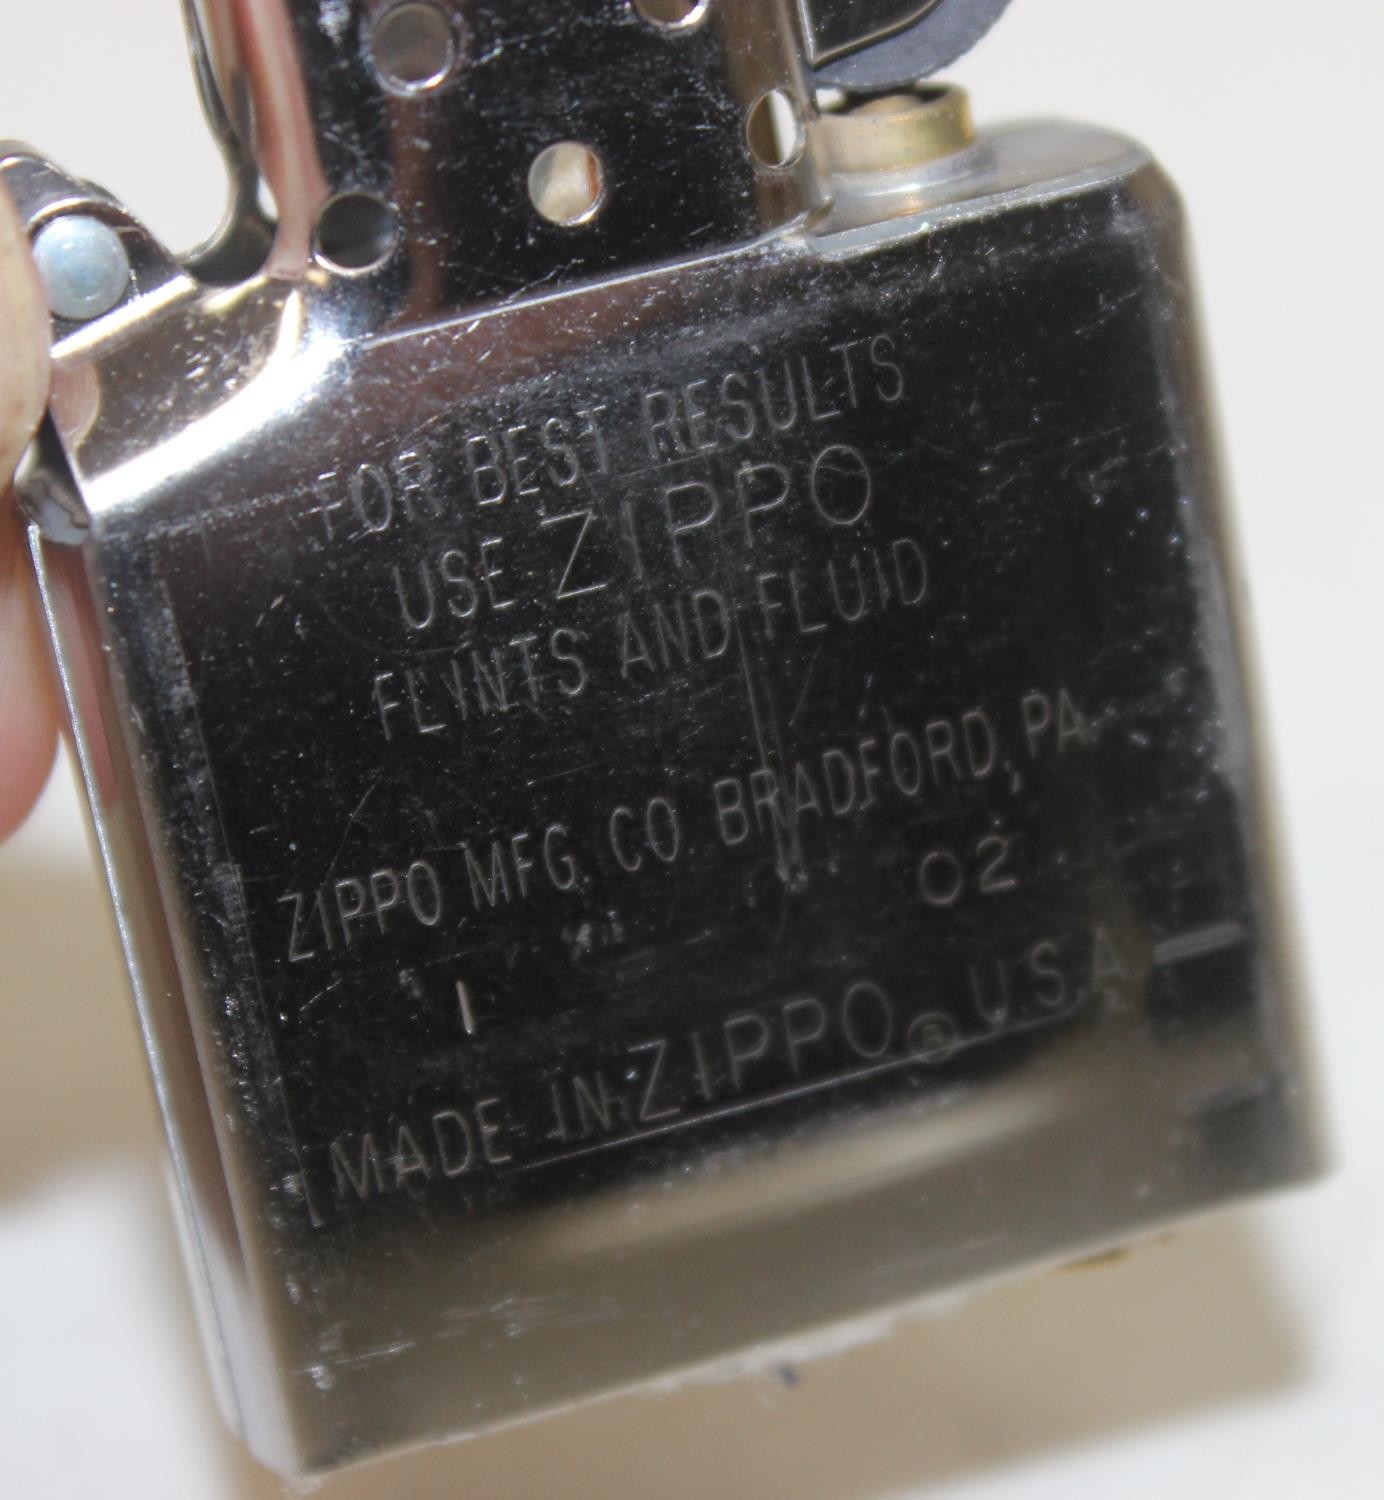 FOR BEST RESULTS
USE ZIPPO
FLINTS AND FLUID
ZIPPO MFG. CO. BRADFORD, PA.
I 02
MADE IN ZIPPO ® U.S.A.